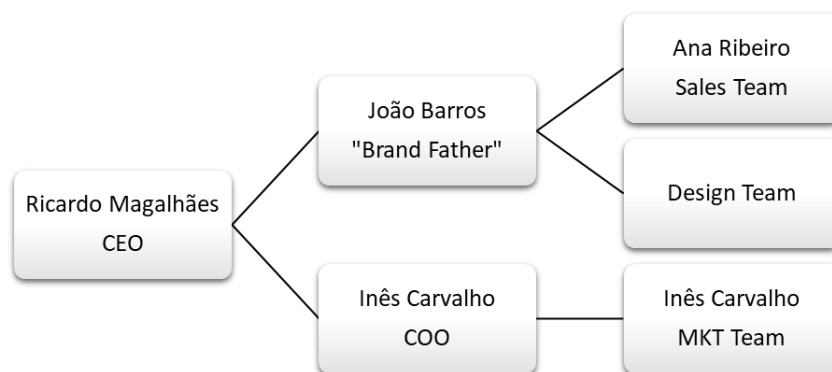 Ricardo Magalhães
CEO
João Barros
"Brand Father"
Ana Ribeiro
Sales Team
Design Team
Inês Carvalho
COO
Inês Carvalho
MKT Team